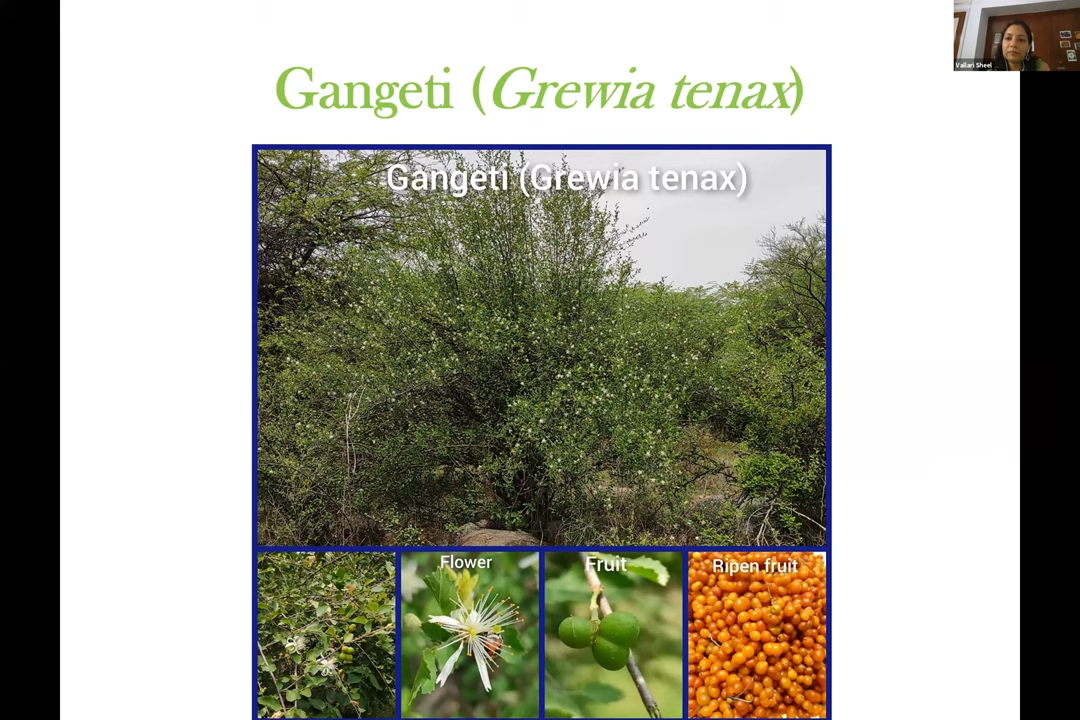 Vallari Sheel
Gangeti (Grewia tenax)
Gangeti (Grewia tenax)
Flower
Fruit
Ripen fruit